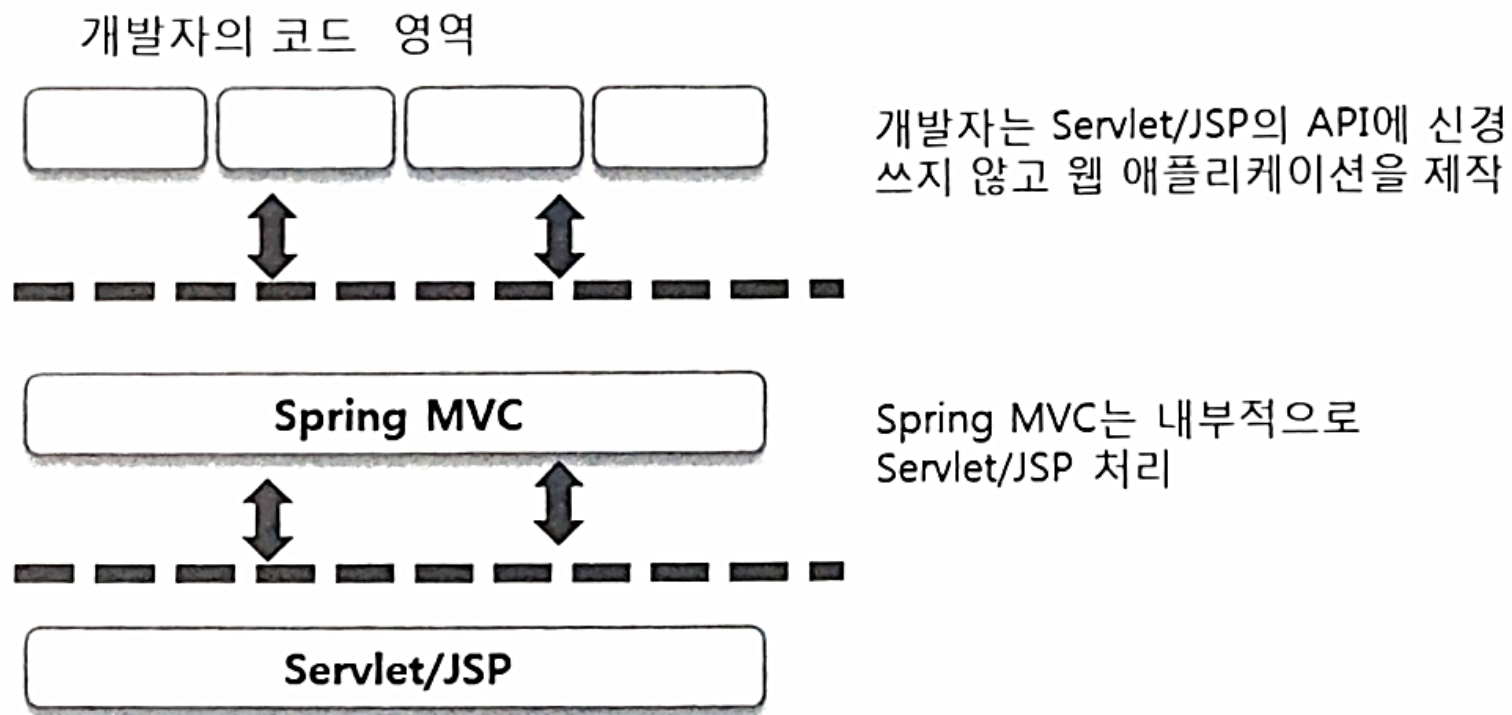 개발자의 코드 영역
개발자는 Servlet/JSP의 API에 신경
쓰지 않고 웹 애플리케이션을 제작
Spring MVC
Spring MVC는 내부적으로
Servlet/JSP 처리
Servlet/JSP